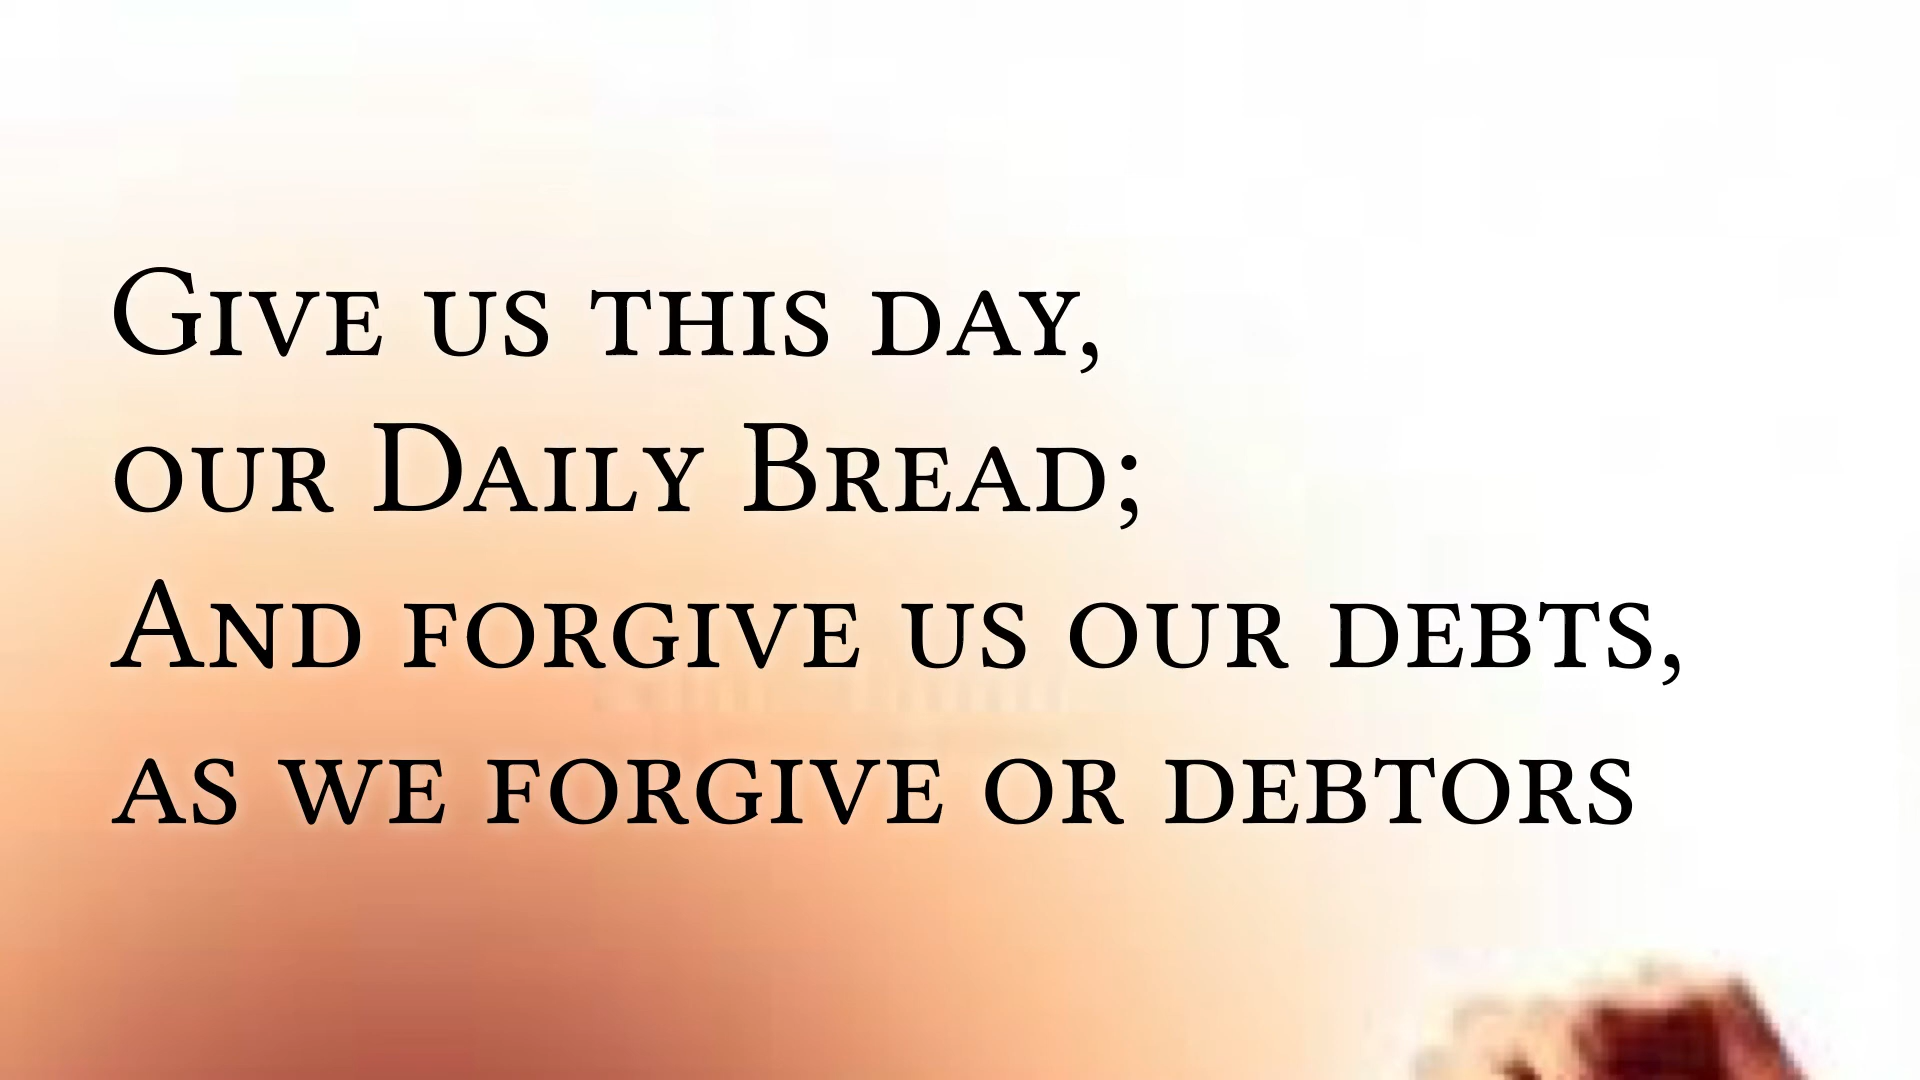 Give us this day,
our Daily Bread;
And forgive us our debts,
as we forgive or debtors